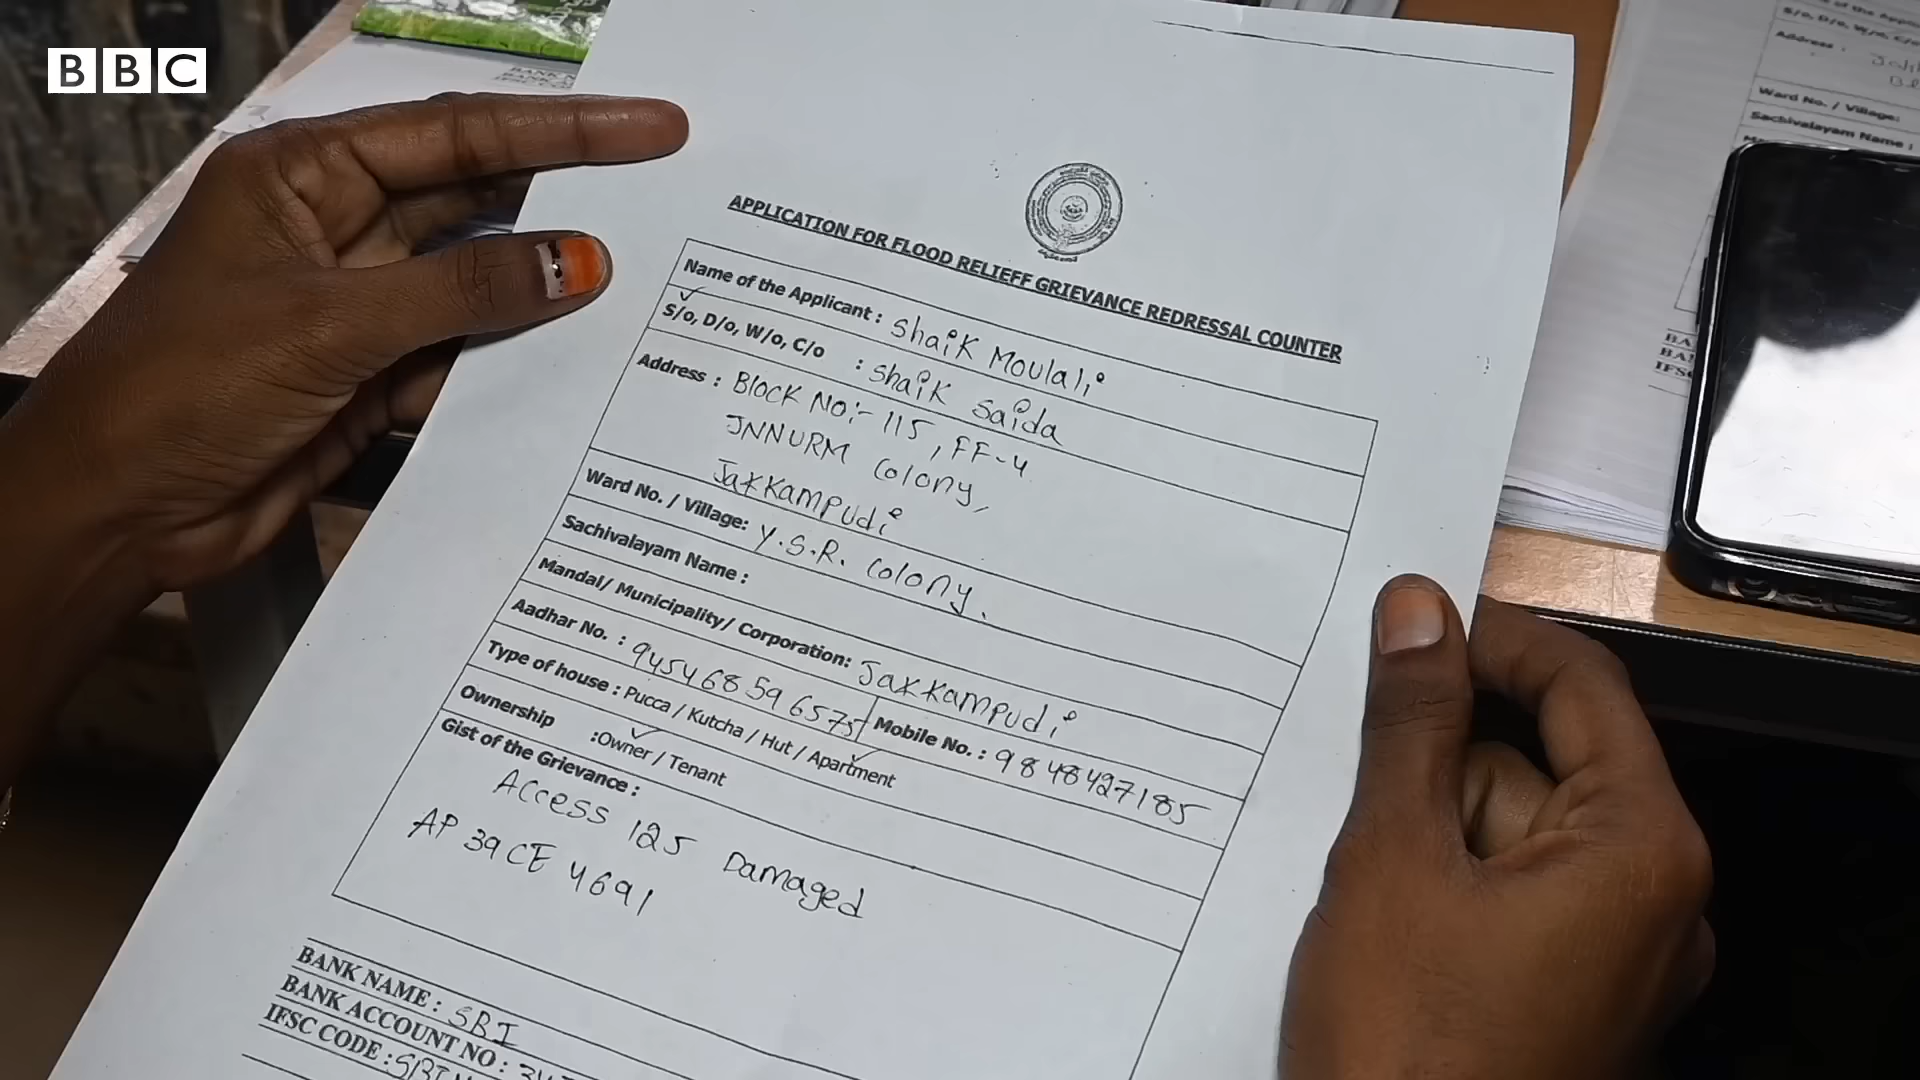 BBC
APPLICATION FOR FLOOD RELIEFF GRIEVANCE REDRESSAL COUNTER
Name of the Applicant : Shaik Moulali
S/o, D/o, W/o, C/o : Shaik Saida
Address : Block No:- 115, FF-4
JNNURM Colony,
Jakkampudi
Ward No. / Village: Y.S.R. Colony.
Sachivalayam Name :
Mandal/ Municipality/ Corporation: Jakkampudi
Aadhar No. : 945468596575 Mobile No. : 9848427185
Type of house : Pucca / Kutcha / Hut / Apartment
Ownership :Owner / Tenant
Gist of the Grievance :
Access 125 Damaged
AP 39 CE 4691
BANK NAME : SBI
BANK ACCOUNT NO :
IFSC CODE :
S/o, D/o, W/o, C/o
Address :
Ward No. / Village:
Sachivalayam Name :